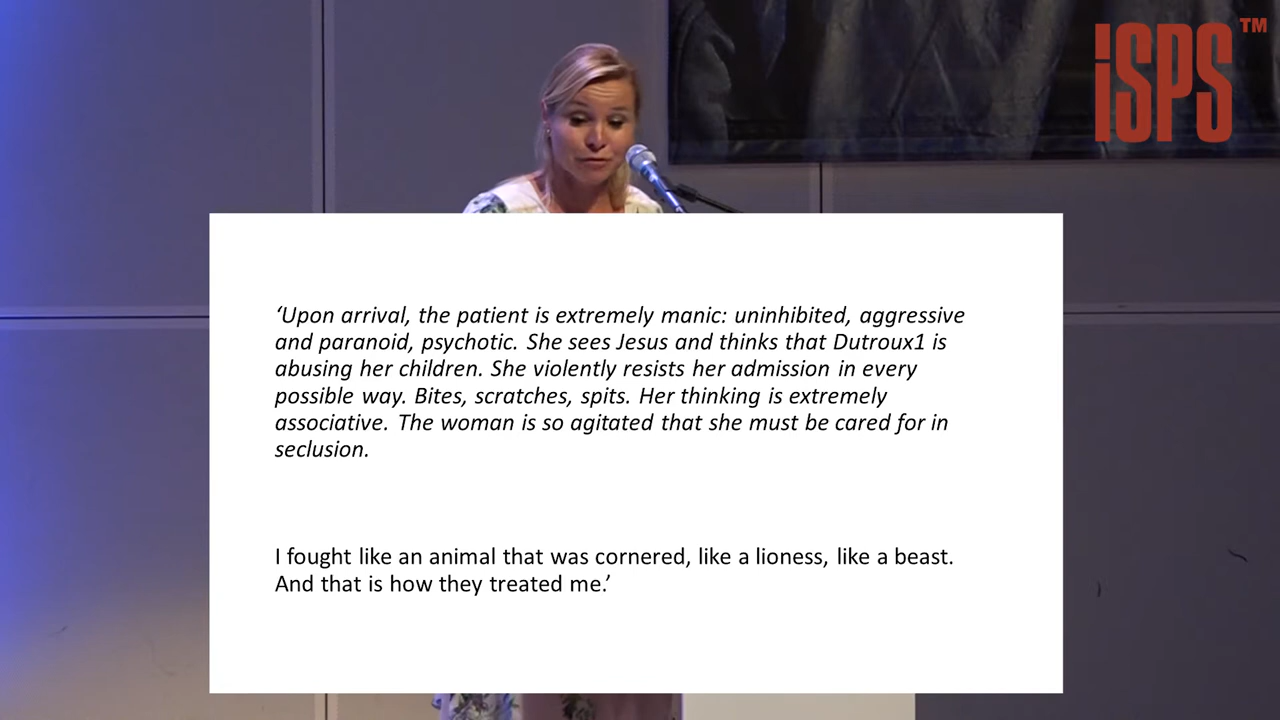 iSPS™
‘Upon arrival, the patient is extremely manic: uninhibited, aggressive
and paranoid, psychotic. She sees Jesus and thinks that Dutroux1 is
abusing her children. She violently resists her admission in every
possible way. Bites, scratches, spits. Her thinking is extremely
associative. The woman is so agitated that she must be cared for in
seclusion.
I fought like an animal that was cornered, like a lioness, like a beast.
And that is how they treated me.’